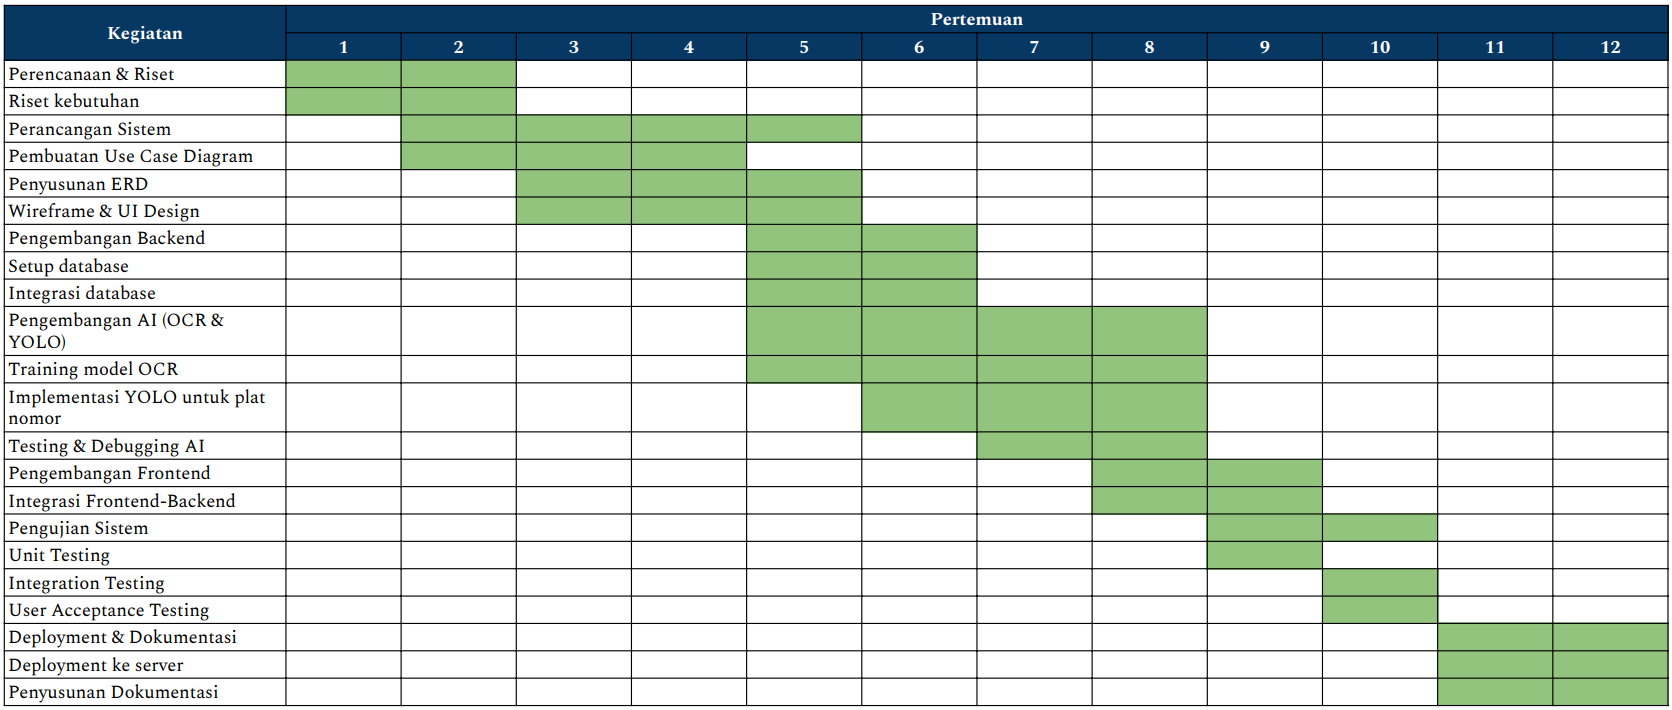 Kegiatan
Pertemuan
1 2 3 4 5 6 7 8 9 10 11 12
Perencanaan & Riset
Riset kebutuhan
Perancangan Sistem
Pembuatan Use Case Diagram
Penyusunan ERD
Wireframe & UI Design
Pengembangan Backend
Setup database
Integrasi database
Pengembangan AI (OCR &
YOLO)
Training model OCR
Implementasi YOLO untuk plat
nomor
Testing & Debugging AI
Pengembangan Frontend
Integrasi Frontend-Backend
Pengujian Sistem
Unit Testing
Integration Testing
User Acceptance Testing
Deployment & Dokumentasi
Deployment ke server
Penyusunan Dokumentasi